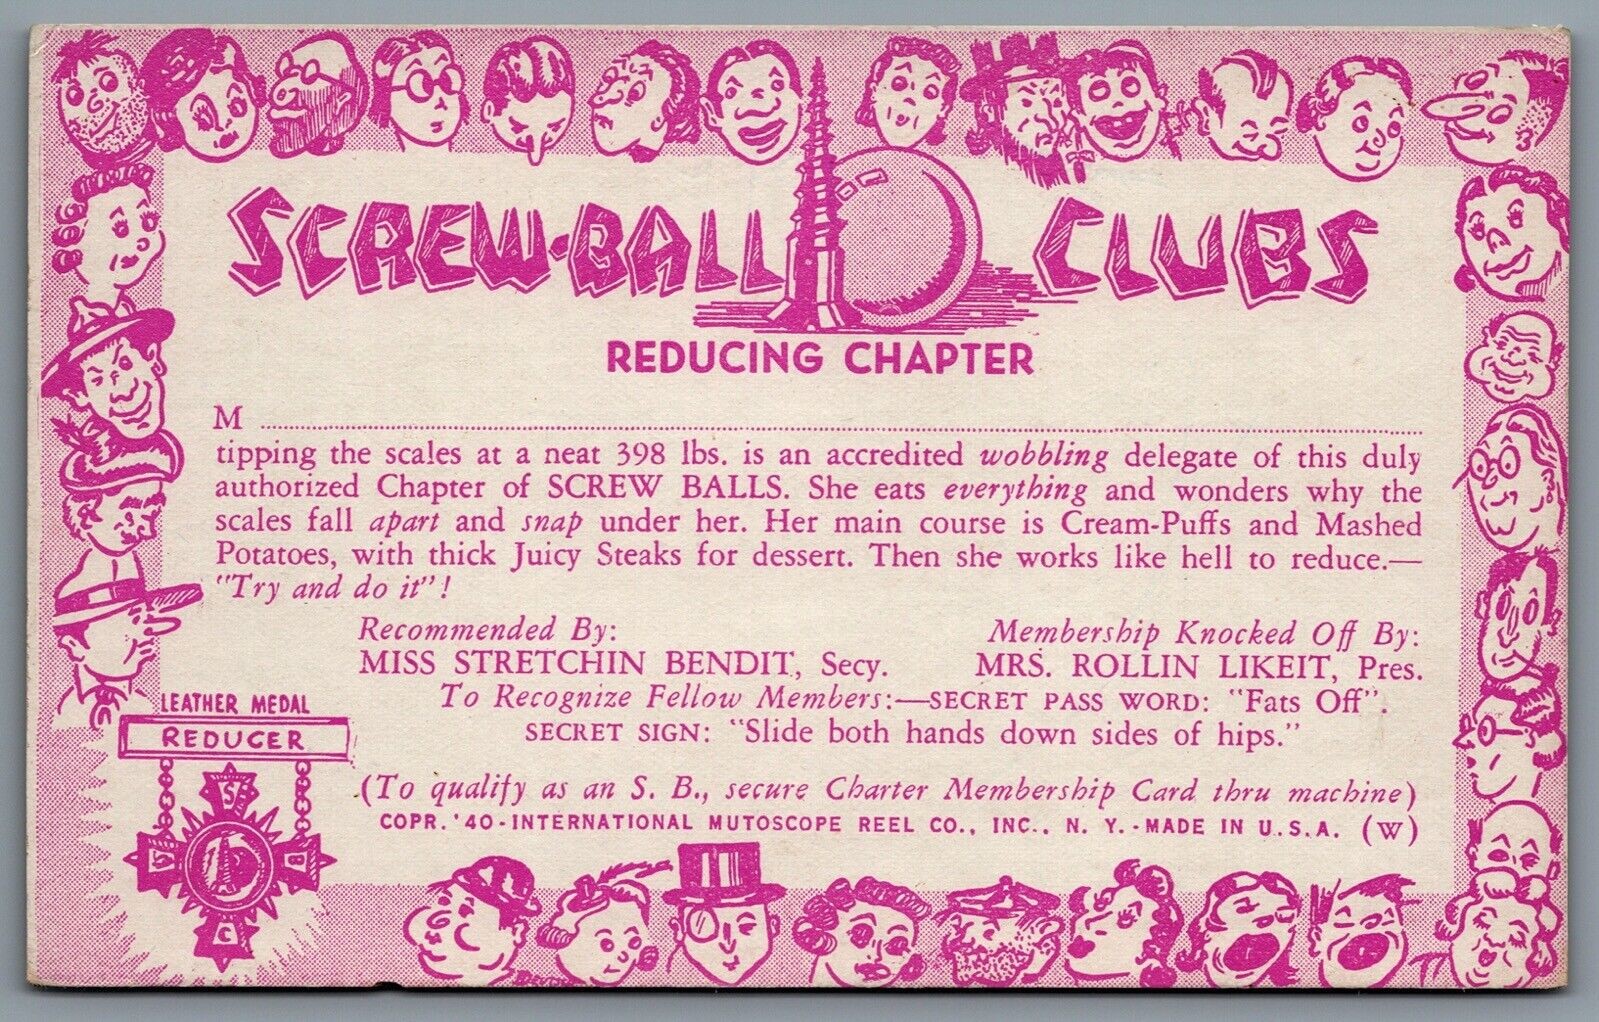 SCREW-BALL CLUBS
REDUCING CHAPTER
M
tipping the scales at a neat 398 lbs. is an accredited wobbling delegate of this duly
authorized Chapter of SCREW BALLS. She eats everything and wonders why the
scales fall apart and snap under her. Her main course is Cream-Puffs and Mashed
Potatoes, with thick Juicy Steaks for dessert. Then she works like hell to reduce.—
"Try and do it"!
Recommended By:
MISS STRETCHIN BENDIT, Secy.
Membership Knocked Off By:
MRS. ROLLIN LIKEIT, Pres.
To Recognize Fellow Members:—SECRET PASS WORD: "Fats Off".
SECRET SIGN: "Slide both hands down sides of hips."
LEATHER MEDAL
REDUCER
S
B
C
(To qualify as an S. B., secure Charter Membership Card thru machine)
COPR. '40-INTERNATIONAL MUTOSCOPE REEL CO., INC., N. Y.-MADE IN U.S.A. (W)